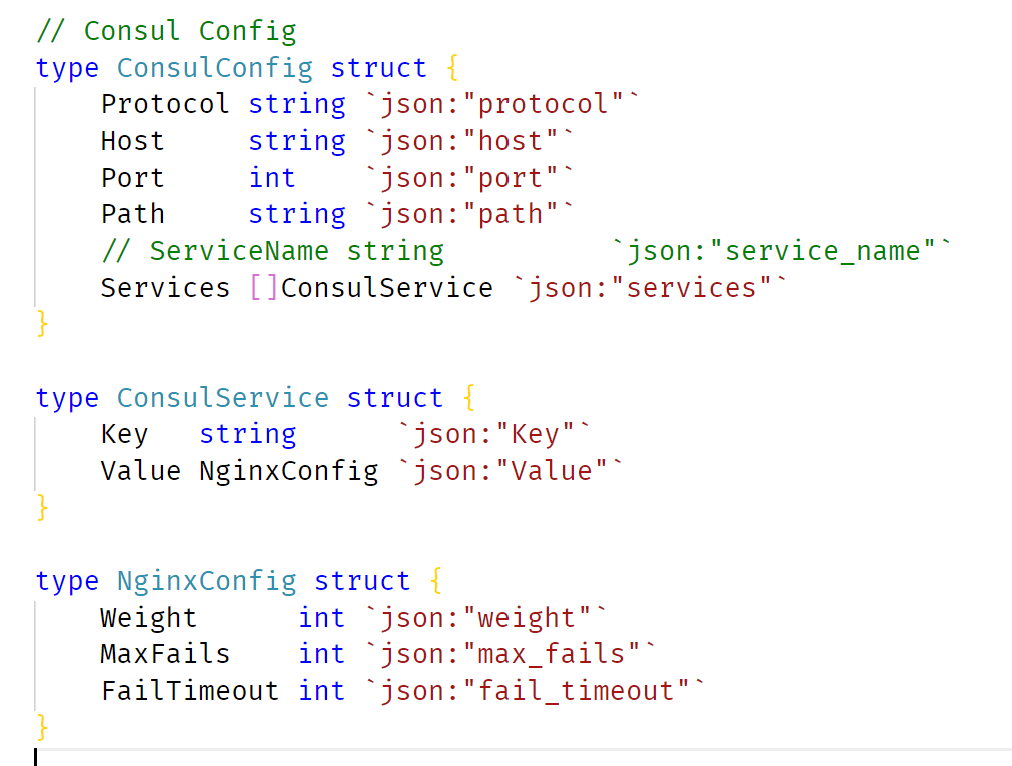 // Consul Config
type ConsulConfig struct {
    Protocol string `json:"protocol"`
    Host     string `json:"host"`
    Port     int    `json:"port"`
    Path     string `json:"path"`
    // ServiceName string          `json:"service_name"`
    Services []ConsulService `json:"services"`
}

type ConsulService struct {
    Key   string      `json:"Key"`
    Value NginxConfig `json:"Value"`
}

type NginxConfig struct {
    Weight      int `json:"weight"`
    MaxFails    int `json:"max_fails"`
    FailTimeout int `json:"fail_timeout"`
}